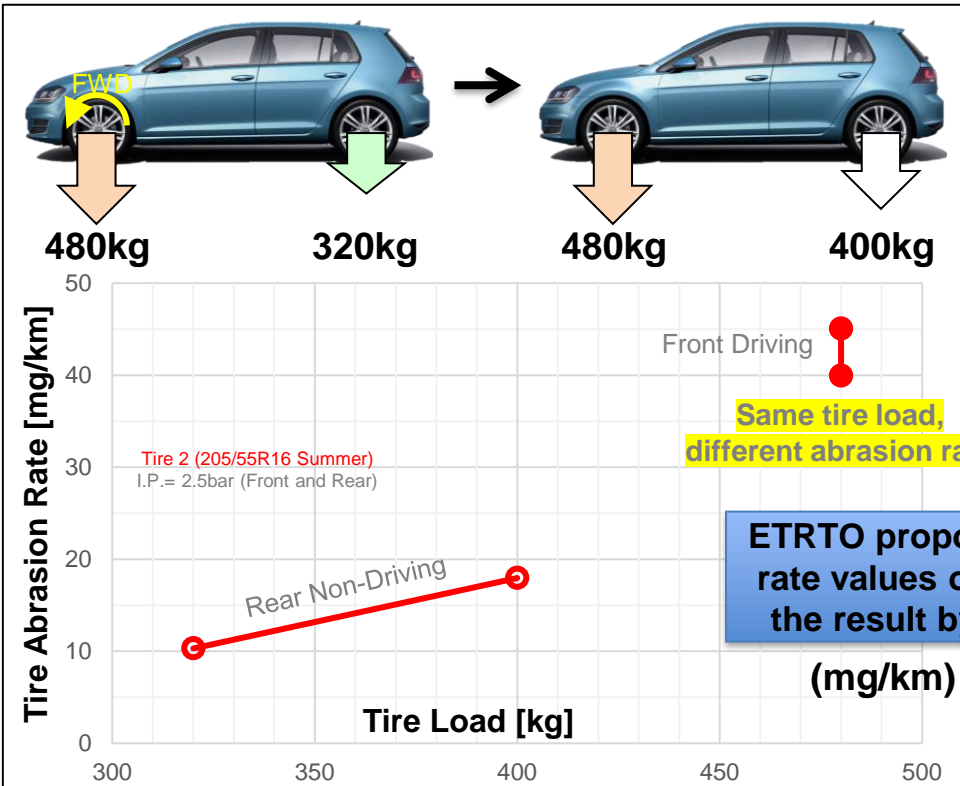 FWD
480kg 320kg 480kg 400kg
50
40
30
20
10
0
Tire Abrasion Rate [mg/km]
Front Driving
Same tire load,
different abrasion
Tire 2 (205/55R16 Summer)
I.P.= 2.5bar (Front and Rear)
Rear Non-Driving
ETRTO
rate values
the result
(mg/km)
Tire Load [kg]
300 350 400 450 500